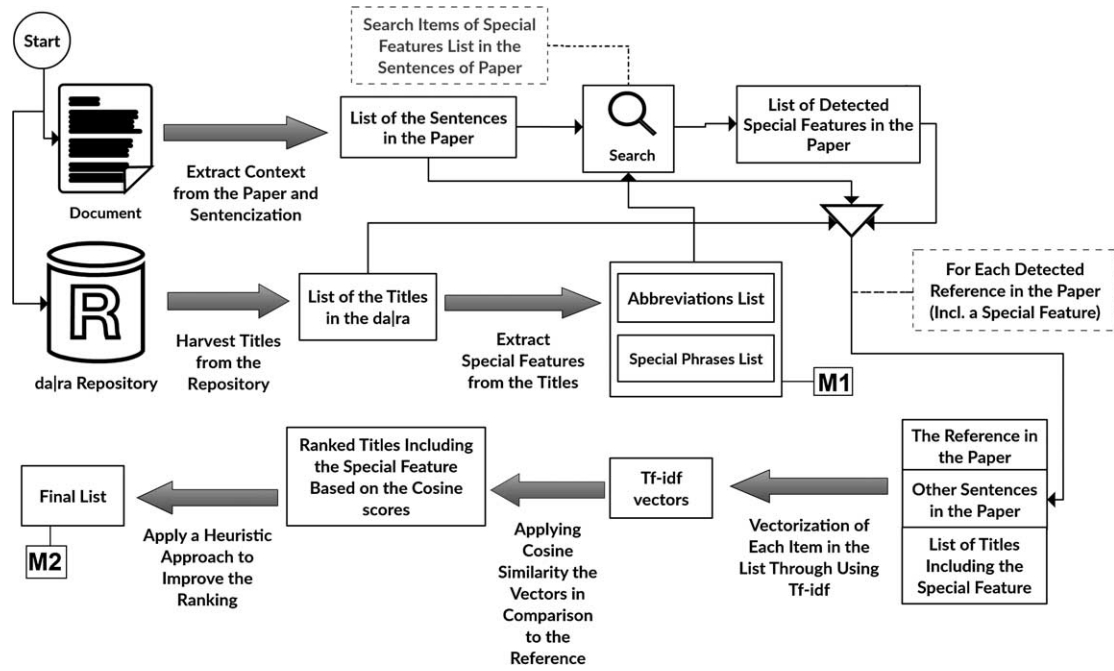 Start
Search Items of Special
Features List in the
Sentences of Paper
List of the Sentences
in the Paper
Search
List of Detected
Special Features in the
Paper
Document
Extract Context
from the Paper and
Sentencization
For Each Detected
Reference in the Paper
(Incl. a Special Feature)
R
da|ra Repository
Harvest Titles
from the
Repository
List of the Titles
in the da|ra
Extract
Special Features
from the Titles
Abbreviations List
Special Phrases List
M1
The Reference in
the Paper
Other Sentences
in the Paper
List of Titles
Including the
Special Feature
Vectorization of
Each Item in the
List Through Using
Tf-idf
Tf-idf
vectors
Applying
Cosine
Similarity the
Vectors in
Comparison
to the
Reference
Ranked Titles Including
the Special Feature
Based on the Cosine
scores
Apply a Heuristic
Approach to
Improve the
Ranking
Final List
M2